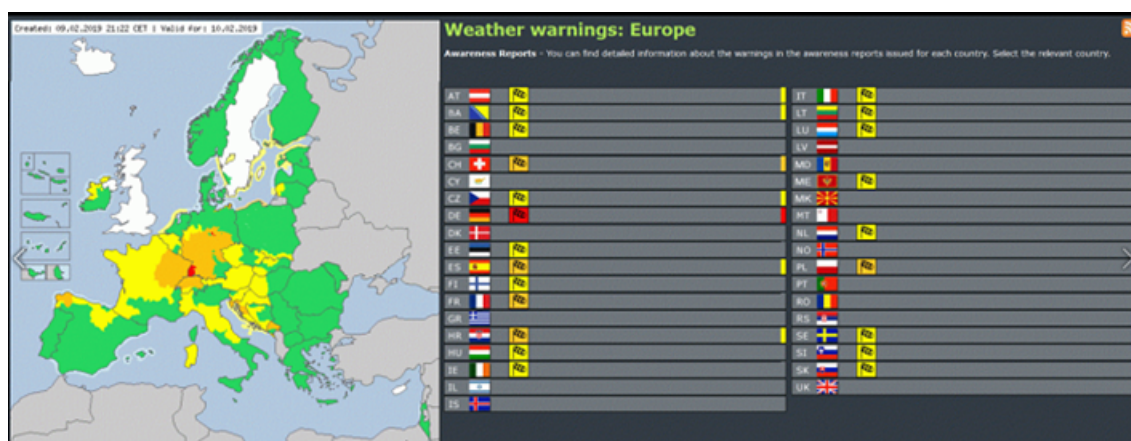 Created: 09.02.2019 21:22 CET | Valid for: 10.02.2019
Weather warnings: Europe
Awareness Reports - You can find detailed information about the warnings in the awareness reports issued for each country. Select the relevant country.
AT
BA
BE
BG
CH
CY
CZ
DE
DK
EE
ES
FI
FR
GR
HR
HU
IE
IL
IS
IT
LT
LU
LV
MD
ME
MK
MT
NL
NO
PL
PT
RO
RS
SE
SI
SK
UK